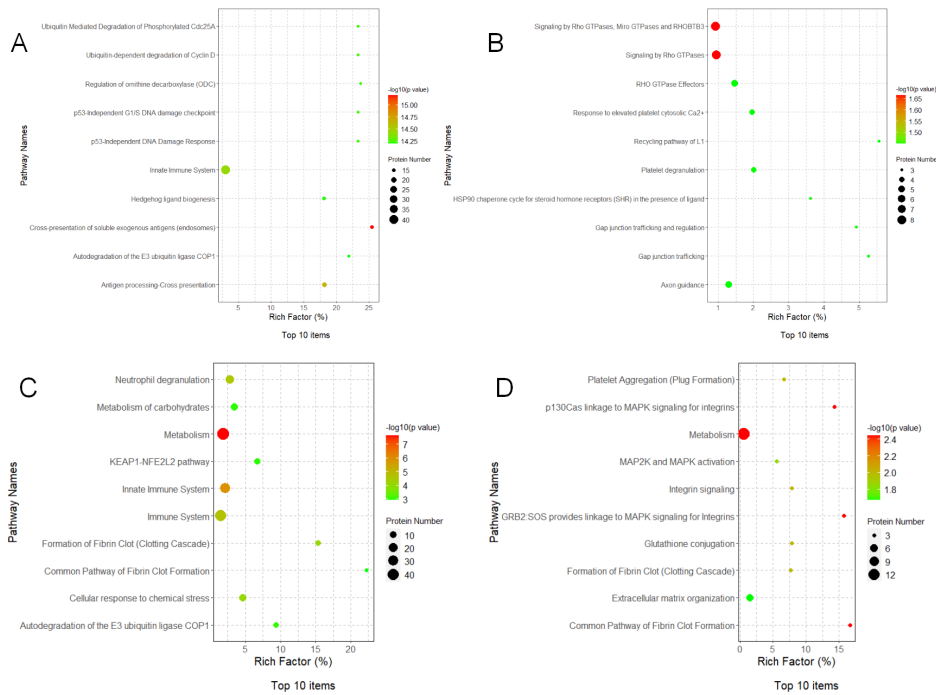 A
Pathway Names
Ubiquitin Mediated Degradation of Phosphorylated Cdc25A
Ubiquitin-dependent degradation of Cyclin D
Regulation of ornithine decarboxylase (ODC)
p53-Independent G1/S DNA damage checkpoint
p53-Independent DNA Damage Response
Innate Immune System
Hedgehog ligand biogenesis
Cross-presentation of soluble exogenous antigens (endosomes)
Autodegradation of the E3 ubiquitin ligase COP1
Antigen processing-Cross presentation
5 10 15 20 25
Rich Factor (%)
Top 10 items
-log10(p value)
15.00
14.75
14.50
14.25
Protein Number
15
20
25
30
35
40
B
Pathway Names
Signaling by Rho GTPases, Miro GTPases and RHOBTB3
Signaling by Rho GTPases
RHO GTPase Effectors
Response to elevated platelet cytosolic Ca2+
Recycling pathway of L1
Platelet degranulation
HSP90 chaperone cycle for steroid hormone receptors (SHR) in the presence of ligand
Gap junction trafficking and regulation
Gap junction trafficking
Axon guidance
1 2 3 4 5
Rich Factor (%)
Top 10 items
-log10(p value)
1.65
1.60
1.55
1.50
Protein Number
3
4
5
6
7
8
C
Pathway Names
Neutrophil degranulation
Metabolism of carbohydrates
Metabolism
KEAP1-NFE2L2 pathway
Innate Immune System
Immune System
Formation of Fibrin Clot (Clotting Cascade)
Common Pathway of Fibrin Clot Formation
Cellular response to chemical stress
Autodegradation of the E3 ubiquitin ligase COP1
5 10 15 20
Rich Factor (%)
Top 10 items
-log10(p value)
7
6
5
4
3
Protein Number
10
20
30
40
D
Pathway Names
Platelet Aggregation (Plug Formation)
p130Cas linkage to MAPK signaling for integrins
Metabolism
MAP2K and MAPK activation
Integrin signaling
GRB2:SOS provides linkage to MAPK signaling for Integrins
Glutathione conjugation
Formation of Fibrin Clot (Clotting Cascade)
Extracellular matrix organization
Common Pathway of Fibrin Clot Formation
0 5 10 15
Rich Factor (%)
Top 10 items
-log10(p value)
2.4
2.2
2.0
1.8
Protein Number
3
6
9
12